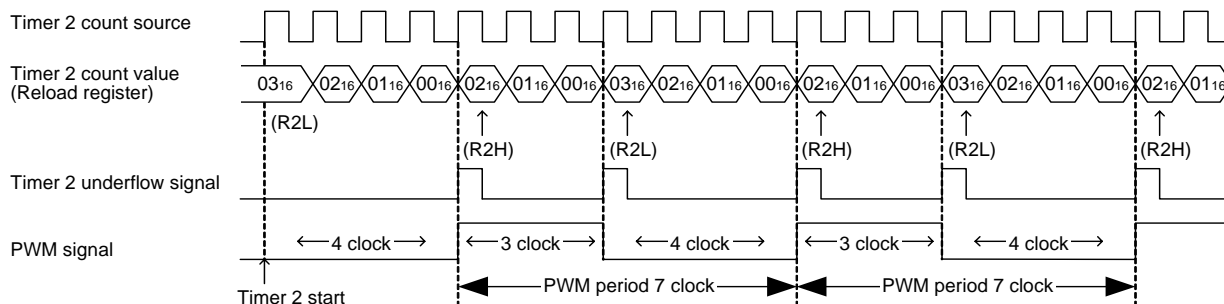 Timer 2 count source
Timer 2 count value
(Reload register)
0316 0216 0116 0016 0216 0116 0016 0316 0216 0116 0016 0216 0116 0016 0316 0216 0116 0016 0216 0116
(R2L)
(R2H) (R2L) (R2H) (R2L) (R2H)
Timer 2 underflow signal
PWM signal
4 clock 3 clock 4 clock 3 clock 4 clock
PWM period 7 clock PWM period 7 clock
Timer 2 start